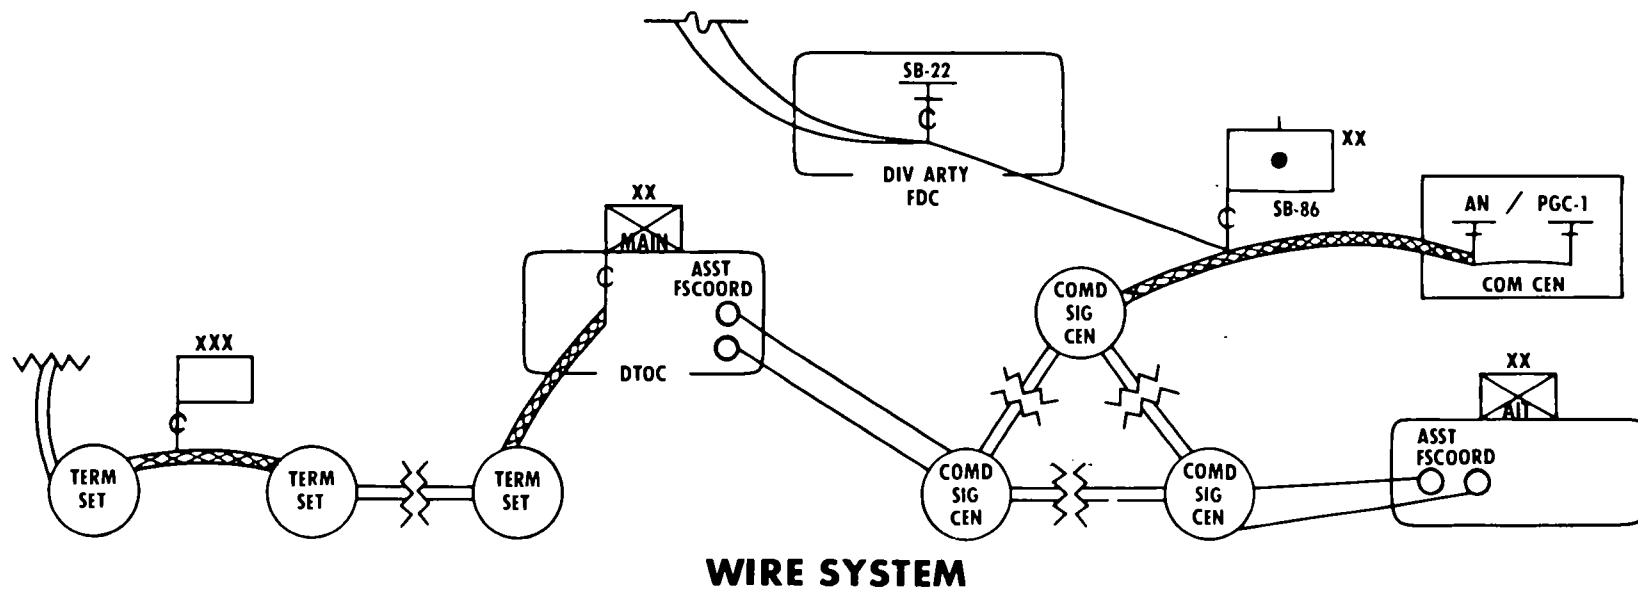 SB-22
DIV ARTY
FDC
XX
SB-86
AN / PGC-1
COM CEN
XX
MAIN
ASST
FSCOORD
DTOC
COMD
SIG
CEN
XXX
TERM
SET
TERM
SET
TERM
SET
COMD
SIG
CEN
COMD
SIG
CEN
XX
ASST
FSCOORD
WIRE SYSTEM